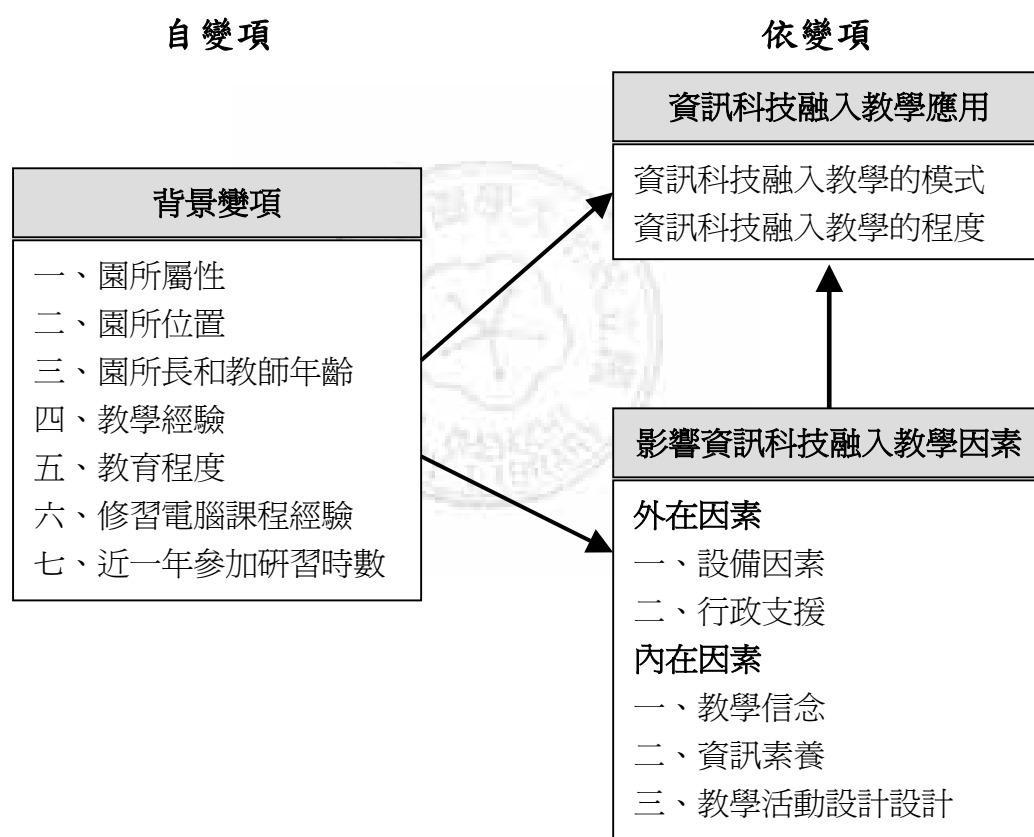 自變項
依變項
背景變項
一、園所屬性
二、園所位置
三、園所長和教師年齡
四、教學經驗
五、教育程度
六、修習電腦課程經驗
七、近一年參加研習時數
資訊科技融入教學應用
資訊科技融入教學的模式
資訊科技融入教學的程度
影響資訊科技融入教學因素
外在因素
一、設備因素
二、行政支援
內在因素
一、教學信念
二、資訊素養
三、教學活動設計設計